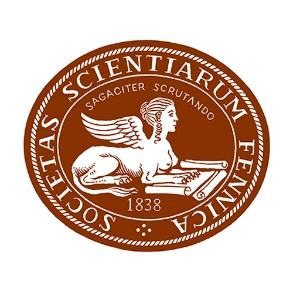 SOCIETAS SCIENTIARUM FENNICA
SAGACITER SCRUTANDO
1838